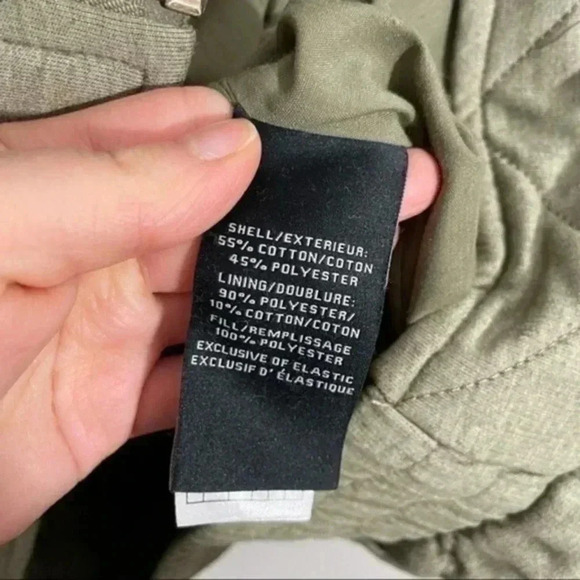 SHELL/EXTERIEUR:
55% COTTON/COTON
45% POLYESTER
LINING/DOUBLURE:
90% POLYESTER/
10% COTTON/COTON
FILL/REMPLISSAGE
100% POLYESTER
EXCLUSIVE OF ELASTIC
EXCLUSIF D'ÉLASTIQUE